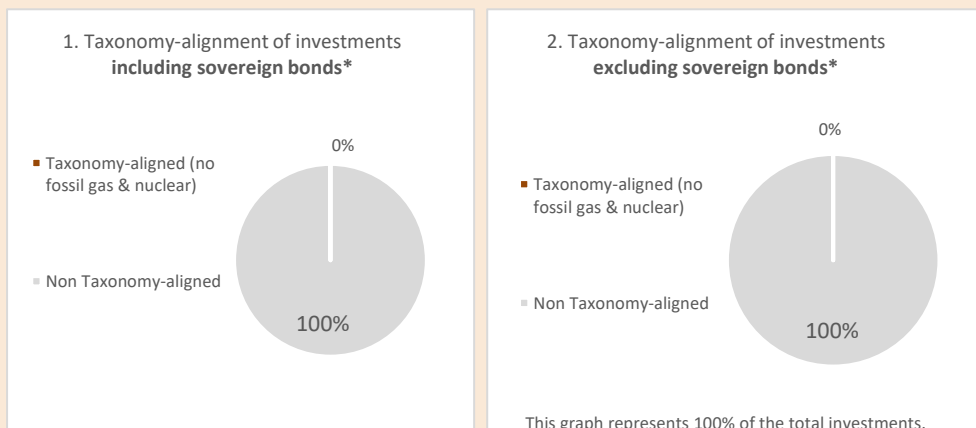 1. Taxonomy-alignment of investments
including sovereign bonds*
0%
Taxonomy-aligned (no
fossil gas & nuclear)
Non Taxonomy-aligned
100%
2. Taxonomy-alignment of investments
excluding sovereign bonds*
0%
Taxonomy-aligned (no
fossil gas & nuclear)
Non Taxonomy-aligned
100%
This graph represents 100% of the total investments.